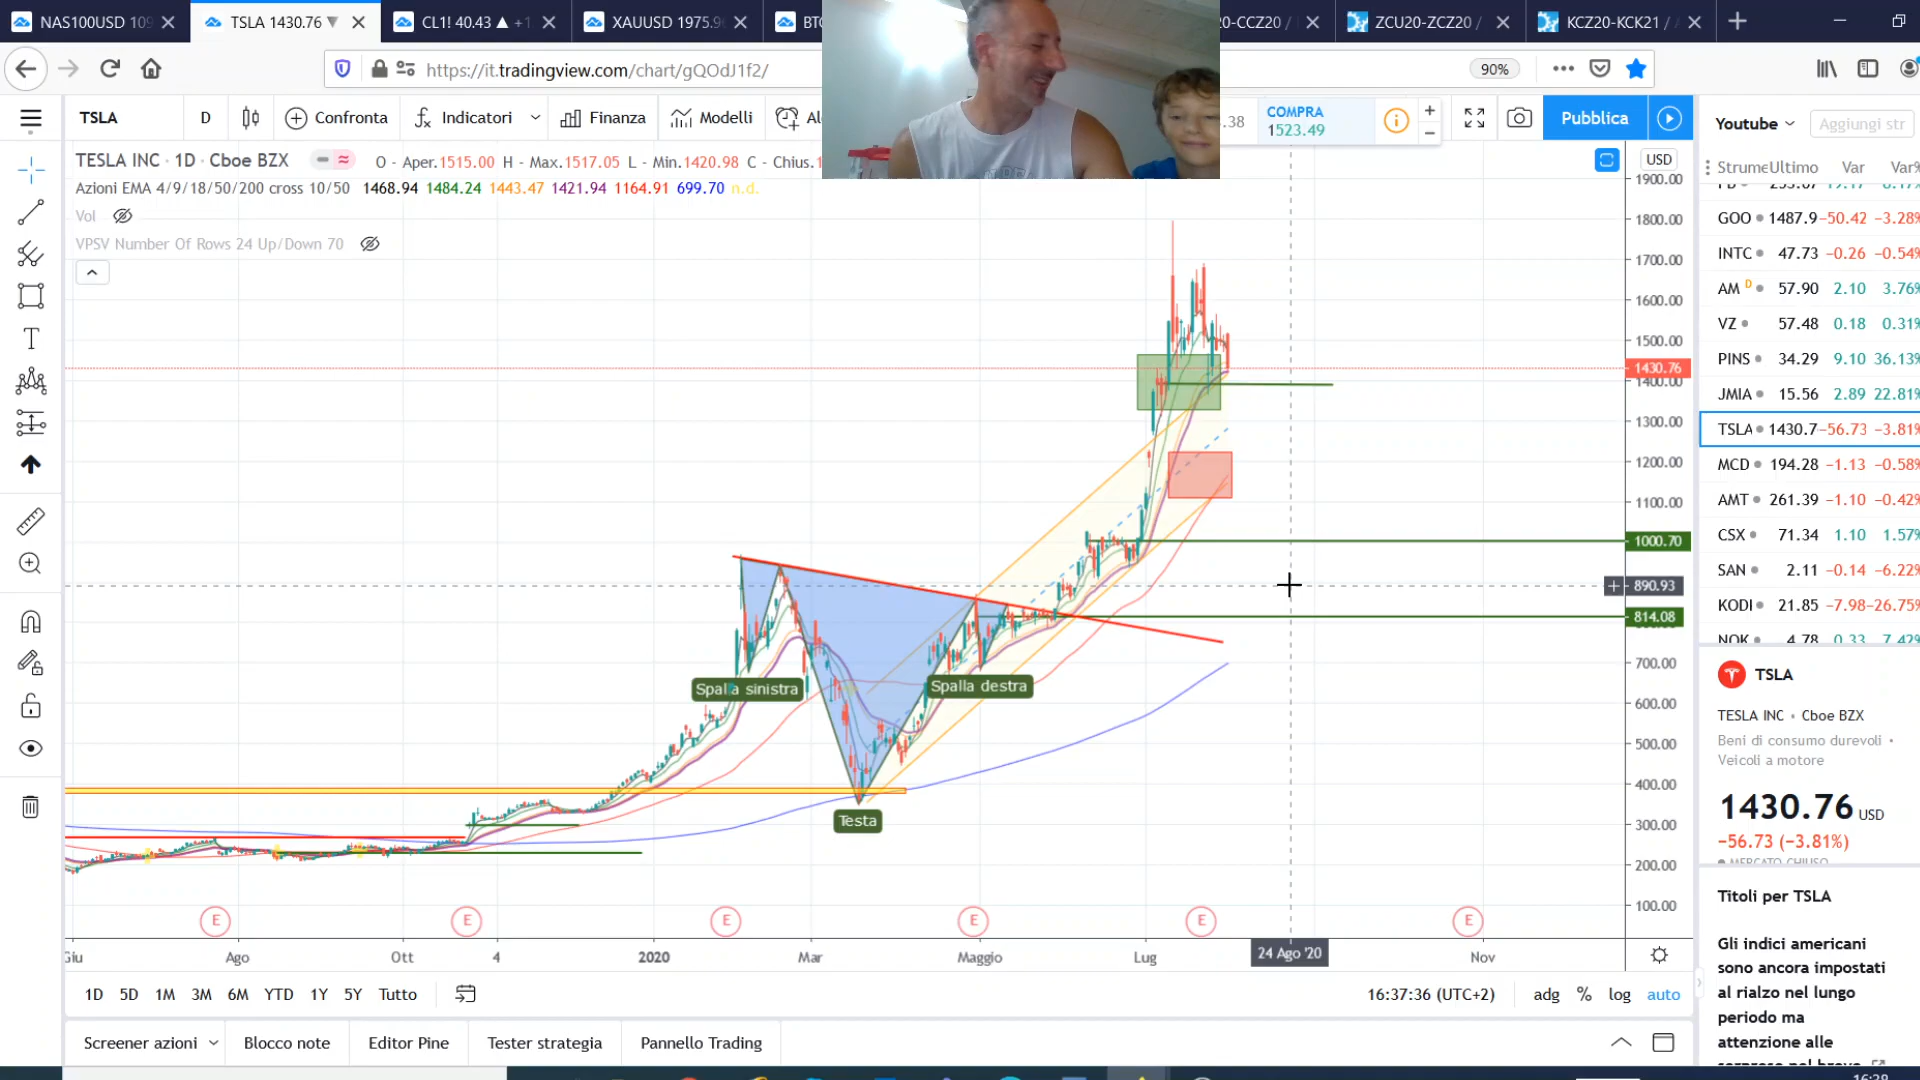 NAS100USD 109
TSLA 1430.76
CL1! 40.43 ▲ +1
XAUUSD 1975.9
BT
20-CCZ20 /
ZCU20-ZCZ20 /
KCZ20-KCK21 /
https://it.tradingview.com/chart/gQOdJ1f2/
90%
TSLA
D
Confronta
Indicatori
Finanza
Modelli
Al
.38
COMPRA
1523.49
Pubblica
Youtube
Aggiungi str
TESLA INC · 1D · Cboe BZX
O - Aper.1515.00 H - Max.1517.05 L - Min.1420.98 C - Chius.1
Azioni EMA 4/9/18/50/200 cross 10/50 1468.94 1484.24 1443.47 1421.94 1164.91 699.70 n.d.
Vol
VPSV Number Of Rows 24 Up/Down 70
USD
1900.00
1800.00
1700.00
1600.00
1500.00
1430.76
1400.00
1300.00
1200.00
1100.00
1000.70
890.93
814.08
700.00
600.00
500.00
400.00
300.00
200.00
100.00
Spalla sinistra
Spalla destra
Testa
E
E
E
E
E
E
Giu
Ago
Ott
4
2020
Mar
Maggio
Lug
24 Ago '20
Nov
1D 5D 1M 3M 6M YTD 1Y 5Y Tutto
16:37:36 (UTC+2)
adg % log auto
Screener azioni
Blocco note
Editor Pine
Tester strategia
Pannello Trading
Strume Ultimo Var Var%
GOO 1487.9 −50.42 −3.28%
INTC 47.73 −0.26 −0.54%
AM D 57.90 2.10 3.76%
VZ 57.48 0.18 0.31%
PINS 34.29 9.10 36.13%
JMIA 15.56 2.89 22.81%
TSLA 1430.7 −56.73 −3.81%
MCD 194.28 −1.13 −0.58%
AMT 261.39 −1.10 −0.42%
CSX 71.34 1.10 1.57%
SAN 2.11 −0.14 −6.22%
KODI 21.85 −7.98 −26.75%
NOK 4.78 0.33 7.42%
TSLA
TESLA INC · Cboe BZX
Beni di consumo durevoli ·
Veicoli a motore
1430.76 USD
−56.73 (−3.81%)
MERCATO CHIUSO
Titoli per TSLA
Gli indici americani
sono ancora impostati
al rialzo nel lungo
periodo ma
attenzione alle
sorprese nel breve
16:38